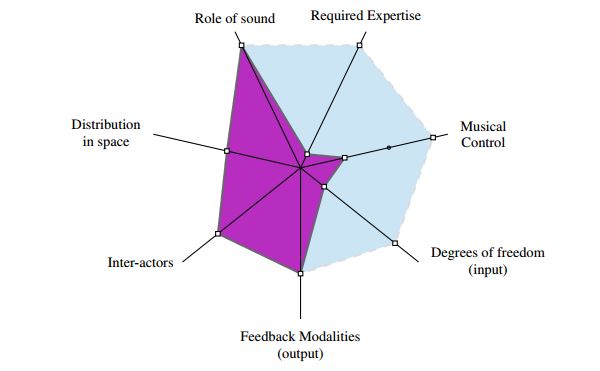 Role of sound
Required Expertise
Distribution
in space
Musical
Control
Inter-actors
Degrees of freedom
(input)
Feedback Modalities
(output)